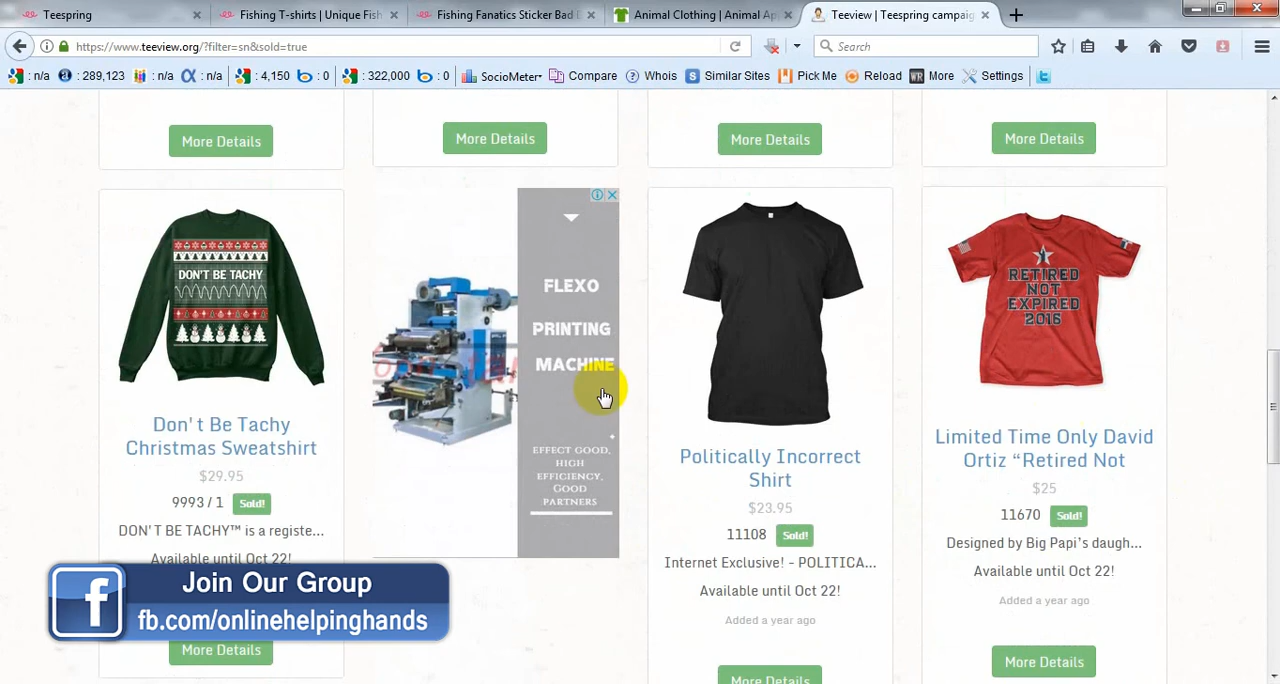 Teespring
Fishing T-shirts | Unique Fish
Fishing Fanatics Sticker Bad
Animal Clothing | Animal Ap
Teeview | Teespring campaig
https://www.teeview.org/?filter=sn&sold=true
Search
: n/a : 289,123 : n/a : n/a : 4,150 : 0 : 322,000 : 0 SocioMeter Compare Whois Similar Sites Pick Me Reload More Settings
More Details More Details More Details More Details
DON'T BE TACHY
Don't Be Tachy
Christmas Sweatshirt
$29.95
9993 / 1 Sold!
DON'T BE TACHY™ is a registe...
Available until Oct 22!
More Details
FLEXO
PRINTING
MACHINE
EFFECT GOOD,
HIGH
EFFICIENCY,
GOOD
PARTNERS
Politically Incorrect
Shirt
$23.95
11108 Sold!
Internet Exclusive! - POLITICA...
Available until Oct 22!
Added a year ago
More Details
RETIRED
NOT
EXPIRED
2016
Limited Time Only David
Ortiz “Retired Not
$25
11670 Sold!
Designed by Big Papi's daugh...
Available until Oct 22!
Added a year ago
More Details
Join Our Group
fb.com/onlinehelpinghands